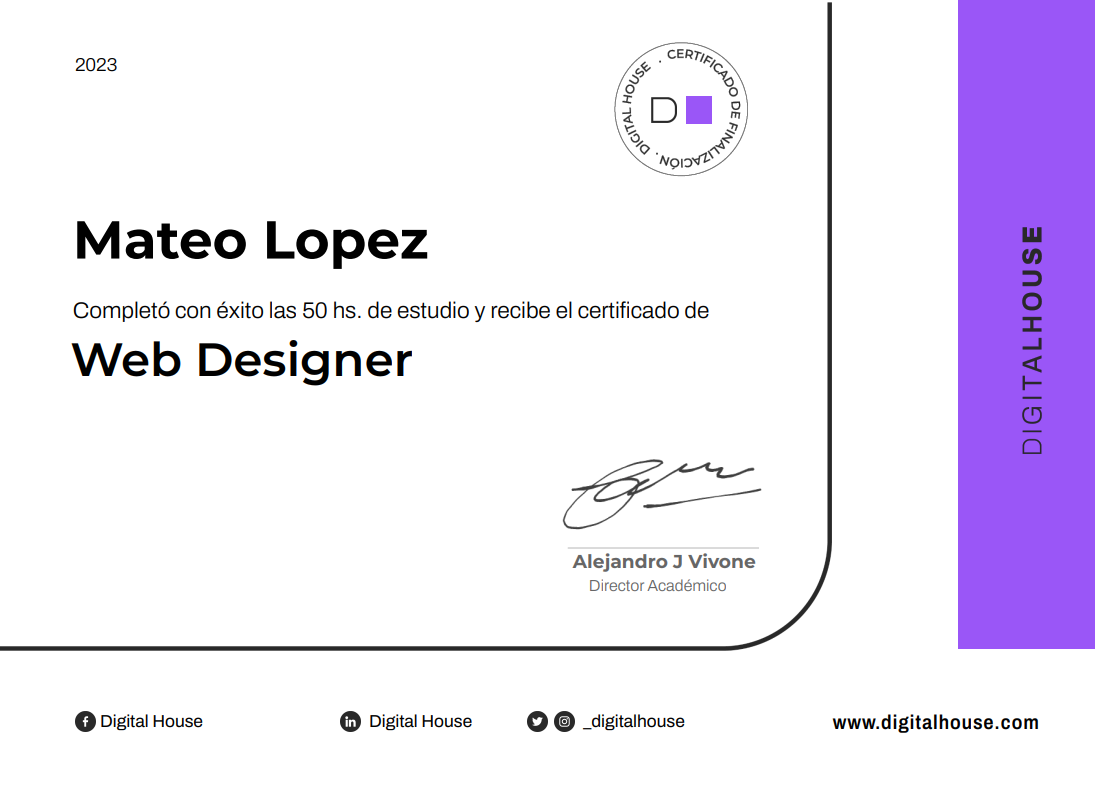 2023
DIGITAL HOUSE . CERTIFICADO DE FINALIZACIÓN .
D
Mateo Lopez
Completó con éxito las 50 hs. de estudio y recibe el certificado de
Web Designer
Alejandro J Vivone
Director Académico
DIGITALHOUSE
Digital House
Digital House
_digitalhouse
www.digitalhouse.com